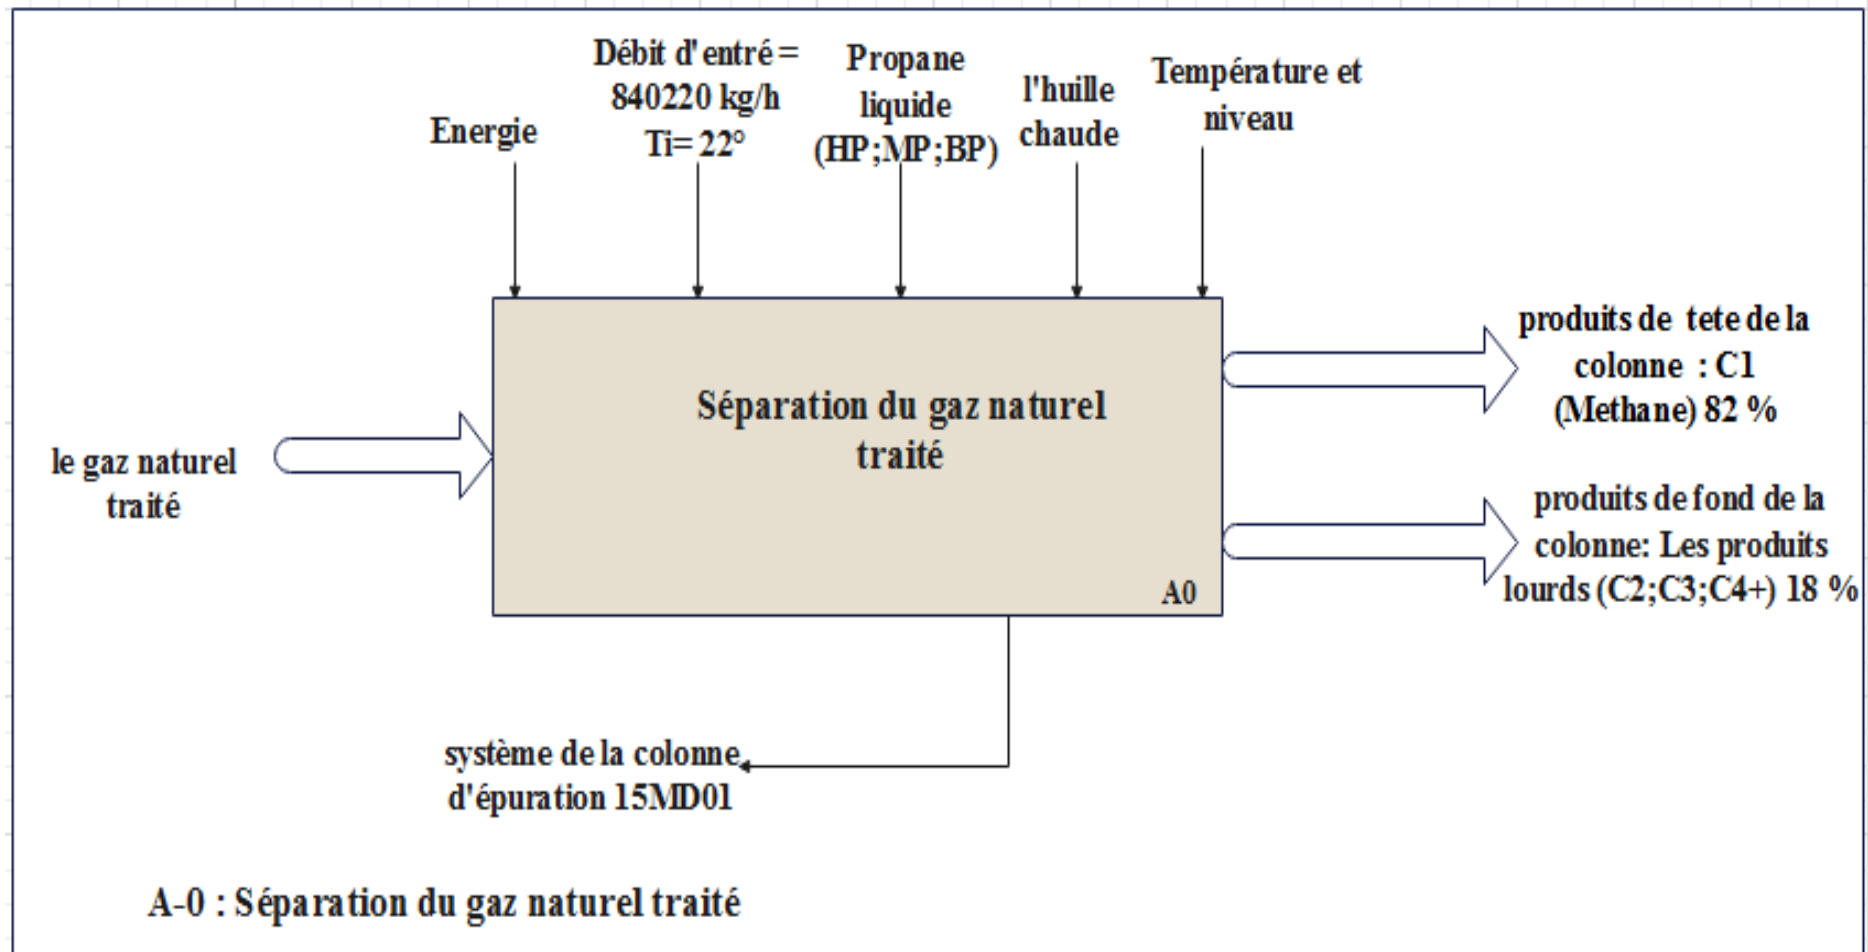 Energie
Débit d'entré =
840220 kg/h
Ti= 22°
Propane
liquide
(HP;MP;BP)
l'huille
chaude
Température et
niveau
le gaz naturel
traité
Séparation du gaz naturel
traité
A0
produits de tete de la
colonne : C1
(Methane) 82 %
produits de fond de la
colonne: Les produits
lourds (C2;C3;C4+) 18 %
système de la colonne
d'épuration 15MD01
A-0 : Séparation du gaz naturel traité